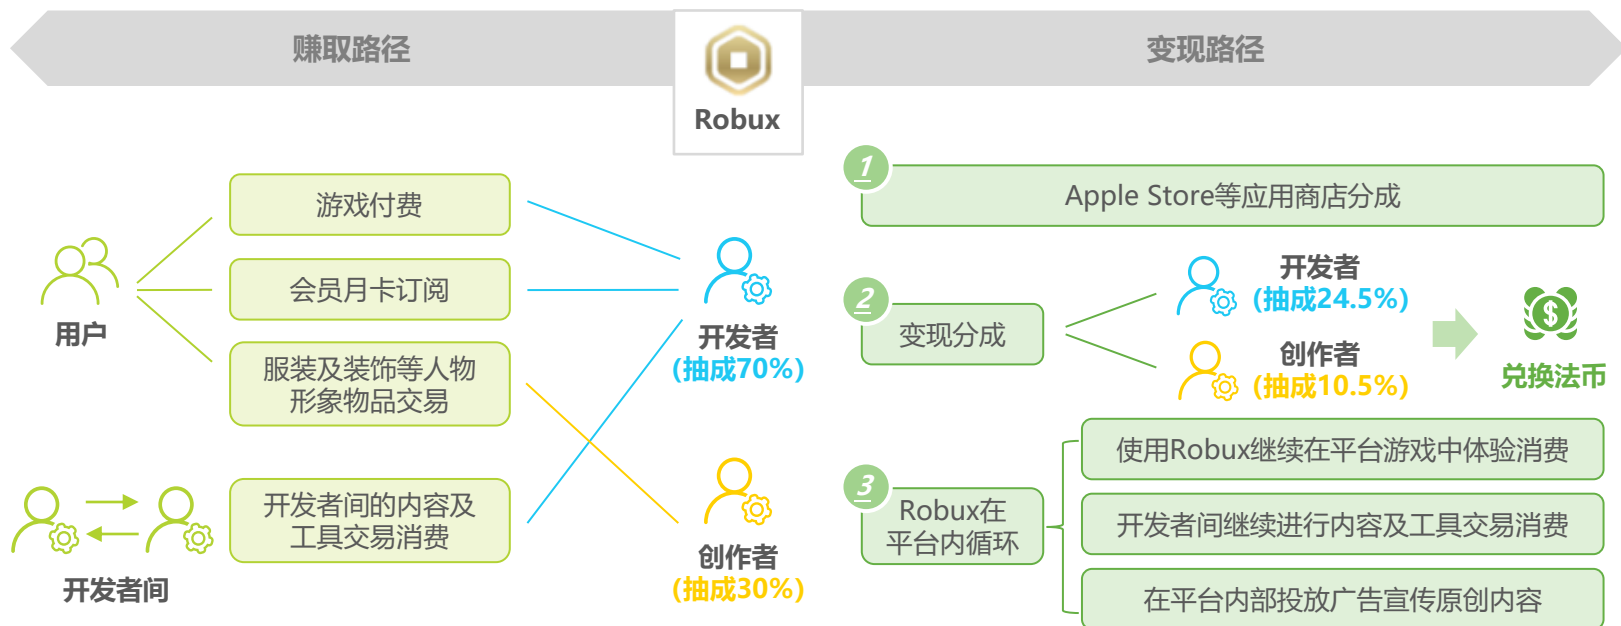 赚取路径
Robux
变现路径
用户
游戏付费
会员月卡订阅
服装及装饰等人物
形象物品交易
开发者间
开发者间的内容及
工具交易消费
开发者
(抽成70%)
创作者
(抽成30%)
1
Apple Store等应用商店分成
2
变现分成
开发者
(抽成24.5%)
创作者
(抽成10.5%)
兑换法币
3
Robux在
平台内循环
使用Robux继续在平台游戏中体验消费
开发者间继续进行内容及工具交易消费
在平台内部投放广告宣传原创内容